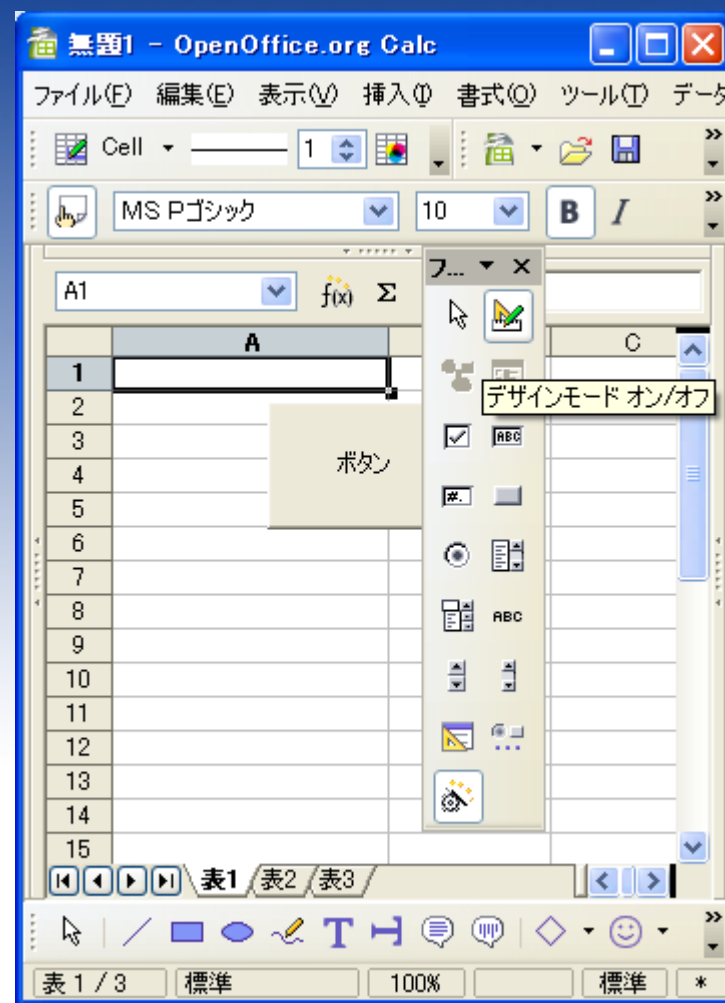 無題1 - OpenOffice.org Calc
ファイル(F) 編集(E) 表示(V) 挿入(I) 書式(O) ツール(T) データ
Cell 1
MS Pゴシック 10 B I
フ...
A1 f(x) Σ
A C
1
2
デザインモード オン/オフ
3
ABC
4
ボタン
5
#.
6
7
8
ABC
9
10
11
12
13
14
15
表1 表2 表3
T
表 1 / 3 標準 100% 標準 *